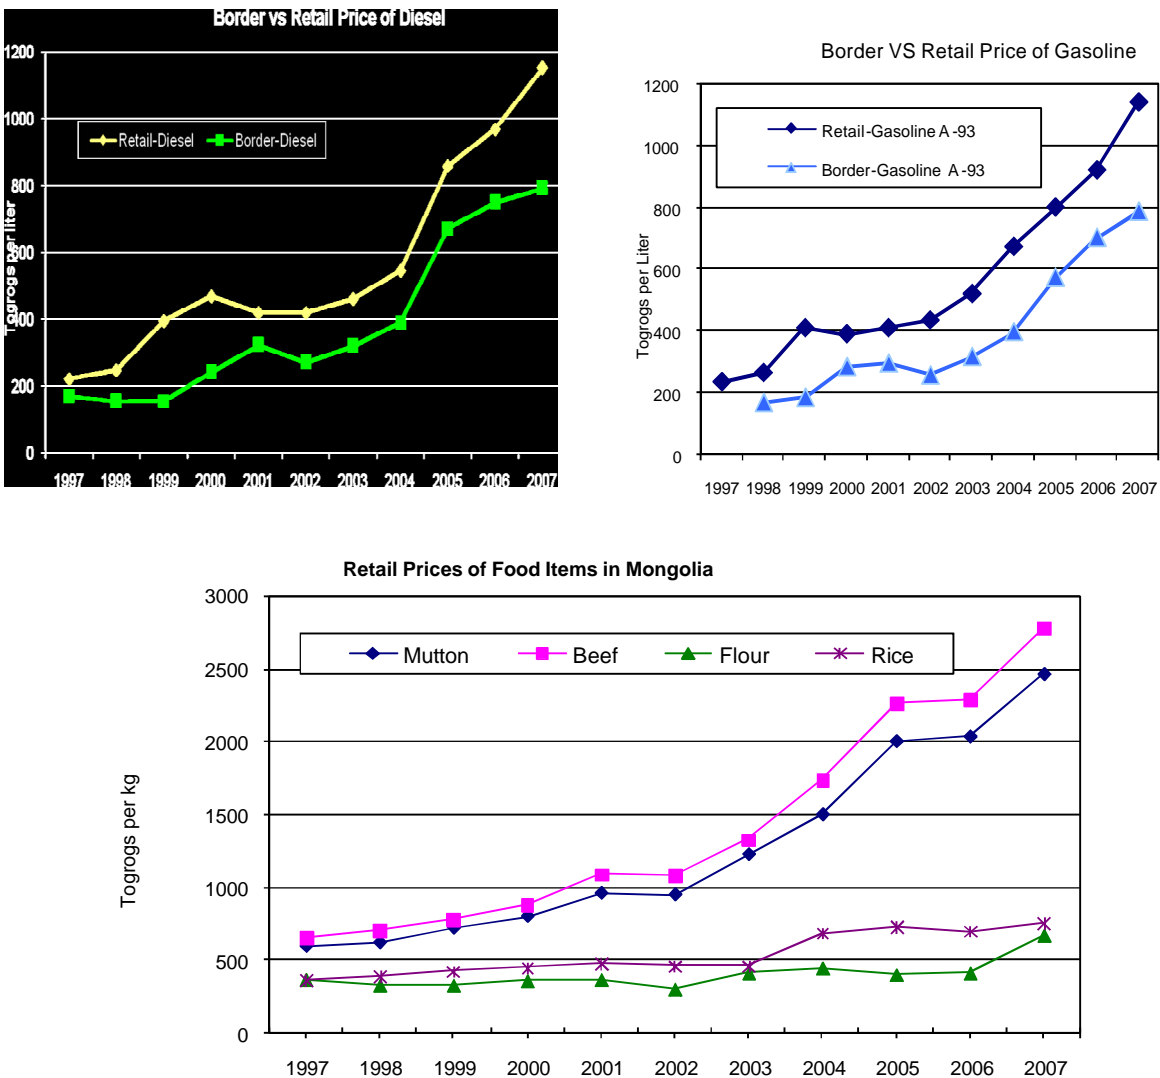 Border vs Retail Price of Diesel
1200
1000
800
600
400
200
0
Togrogs per liter
Retail-Diesel
Border-Diesel
1997 1998 1999 2000 2001 2002 2003 2004 2005 2006 2007
Border VS Retail Price of Gasoline
1200
1000
800
600
400
200
0
Togrogs per Liter
Retail-Gasoline A -93
Border-Gasoline A -93
1997 1998 1999 2000 2001 2002 2003 2004 2005 2006 2007
Retail Prices of Food Items in Mongolia
3000
2500
2000
1500
1000
500
0
Togrogs per kg
Mutton Beef Flour Rice
1997 1998 1999 2000 2001 2002 2003 2004 2005 2006 2007